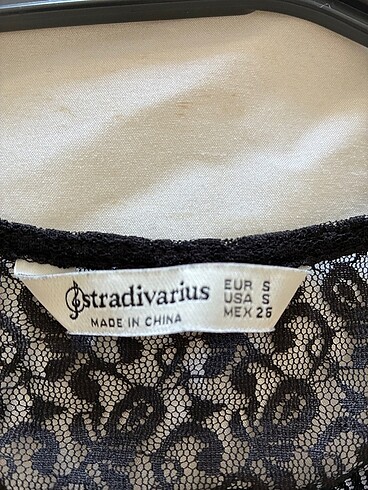 Stradivarius
MADE IN CHINA
EUR S
USA S
MEX 26